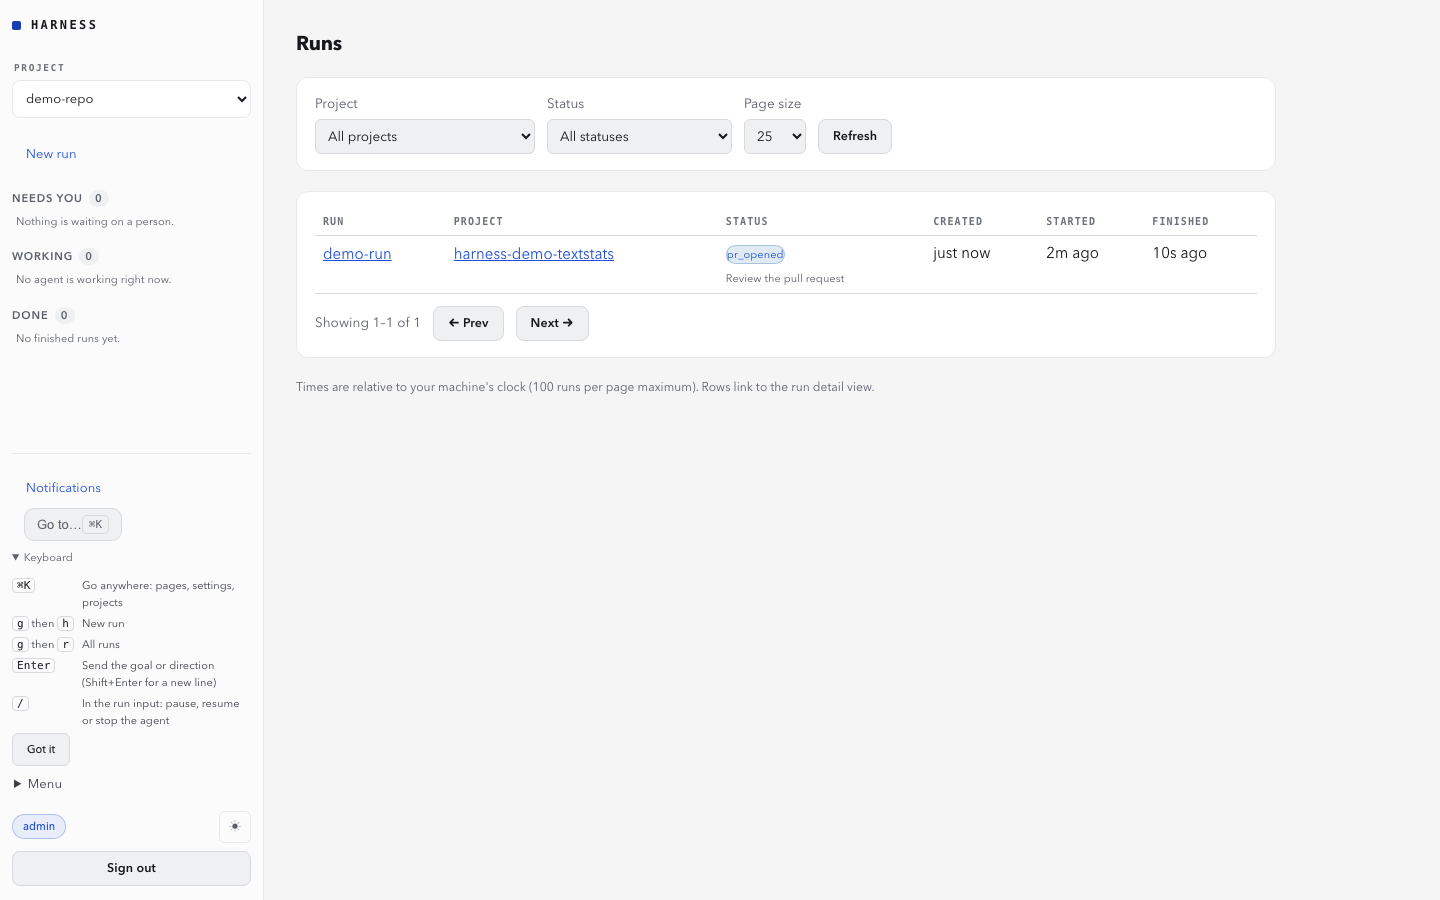 HARNESS
PROJECT
demo-repo
New run
NEEDS YOU 0
Nothing is waiting on a person.
WORKING 0
No agent is working right now.
DONE 0
No finished runs yet.
Notifications
Go to… ⌘K
▼ Keyboard
⌘K Go anywhere: pages, settings,
projects
g then h New run
g then r All runs
Enter Send the goal or direction
(Shift+Enter for a new line)
/ In the run input: pause, resume
or stop the agent
Got it
▶ Menu
admin
Sign out
Runs
Project Status Page size
All projects All statuses 25 Refresh
RUN PROJECT STATUS CREATED STARTED FINISHED
demo-run harness-demo-textstats pr_opened just now 2m ago 10s ago
Review the pull request
Showing 1–1 of 1 ← Prev Next →
Times are relative to your machine's clock (100 runs per page maximum). Rows link to the run detail view.